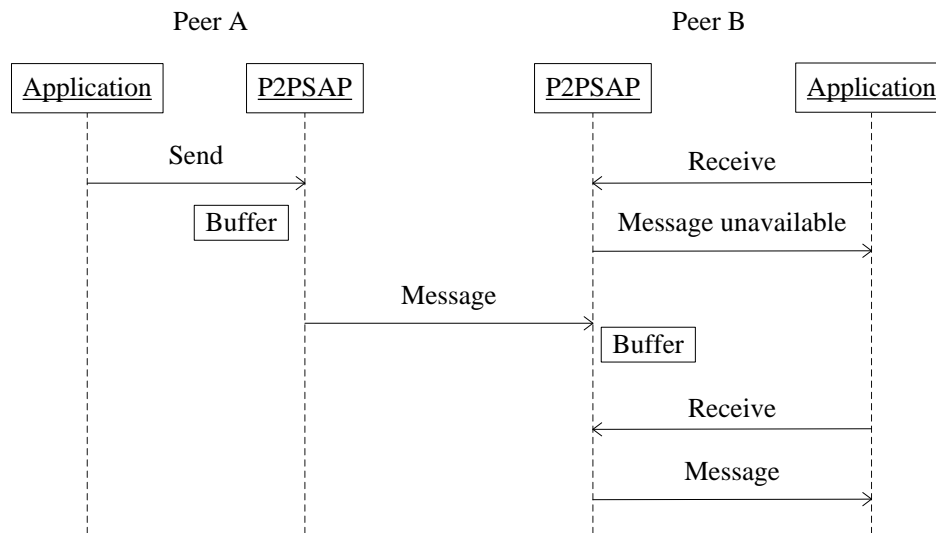 Peer A Peer B
Application P2PSAP P2PSAP Application
Send Receive
Buffer Message unavailable
Message
Buffer
Receive
Message